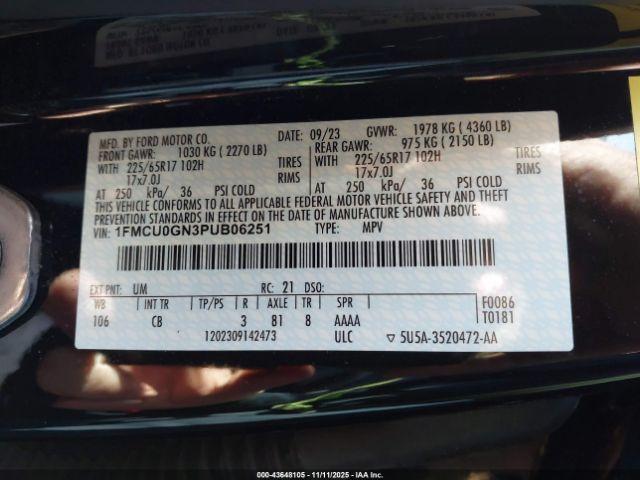 MFD. BY FORD MOTOR CO.
DATE: 09/23 GVWR: 1978 KG ( 4360 LB)
FRONT GAWR: 1030 KG ( 2270 LB)
REAR GAWR: 975 KG ( 2150 LB)
WITH 225/65R17 102H TIRES
17x7.0J RIMS
WITH 225/65R17 102H TIRES
17x7.0J RIMS
AT 250 kPa/ 36 PSI COLD
AT 250 kPa/ 36 PSI COLD
THIS VEHICLE CONFORMS TO ALL APPLICABLE FEDERAL MOTOR VEHICLE SAFETY AND THEFT
PREVENTION STANDARDS IN EFFECT ON THE DATE OF MANUFACTURE SHOWN ABOVE.
VIN: 1FMCU0GN3PUB06251 TYPE: MPV
EXT PNT: UM RC: 21 DSO:
WB INT TR TP/PS R AXLE TR SPR F0086
106 CB 3 81 8 AAAA T0181
1202309142473 ULC ▽ 5U5A-3520472-AA
000-43648105 - 11/11/2025 - IAAI Inc.